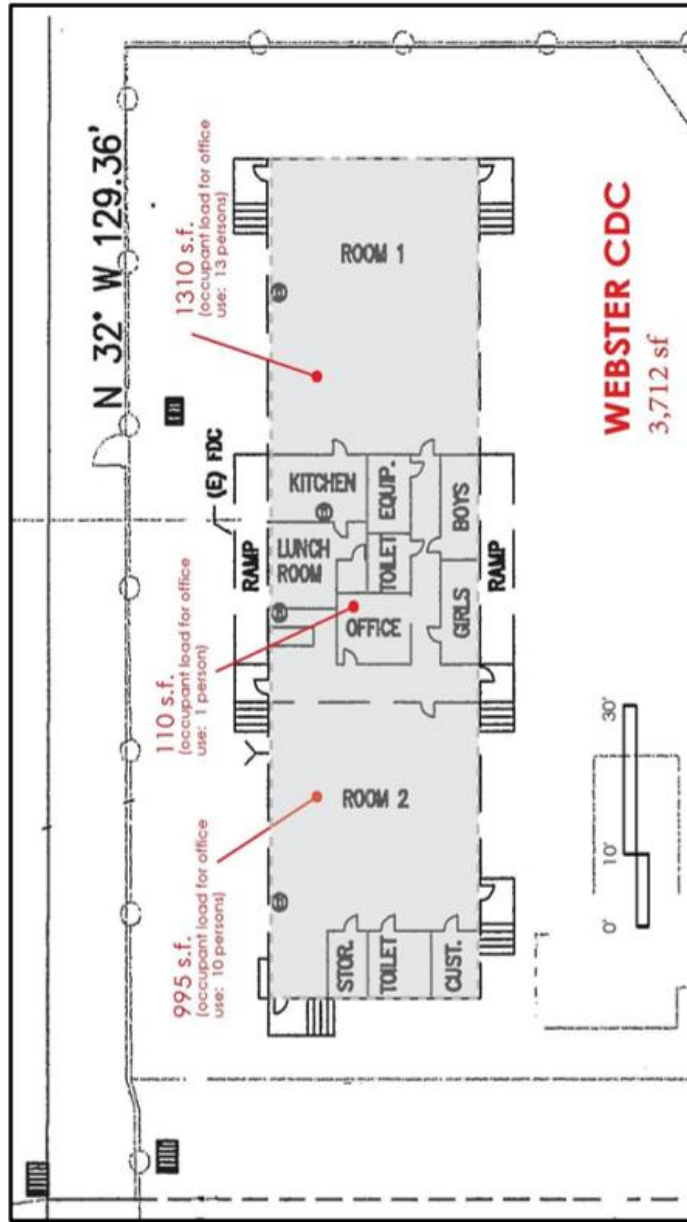 N 32° W 129.36'
995 s.f.
(occupant load for office
use: 10 persons)
110 s.f.
(occupant load for office
use: 1 person)
(E) FDC
1310 s.f.
(occupant load for office
use: 13 persons)
RAMP
STOR.
TOILET
CUST.
ROOM 2
OFFICE
LUNCH
ROOM
TOILET
KITCHEN
EQUIP.
GIRLS
BOYS
ROOM 1
RAMP
0'
10'
30'
WEBSTER CDC
3,712 sf